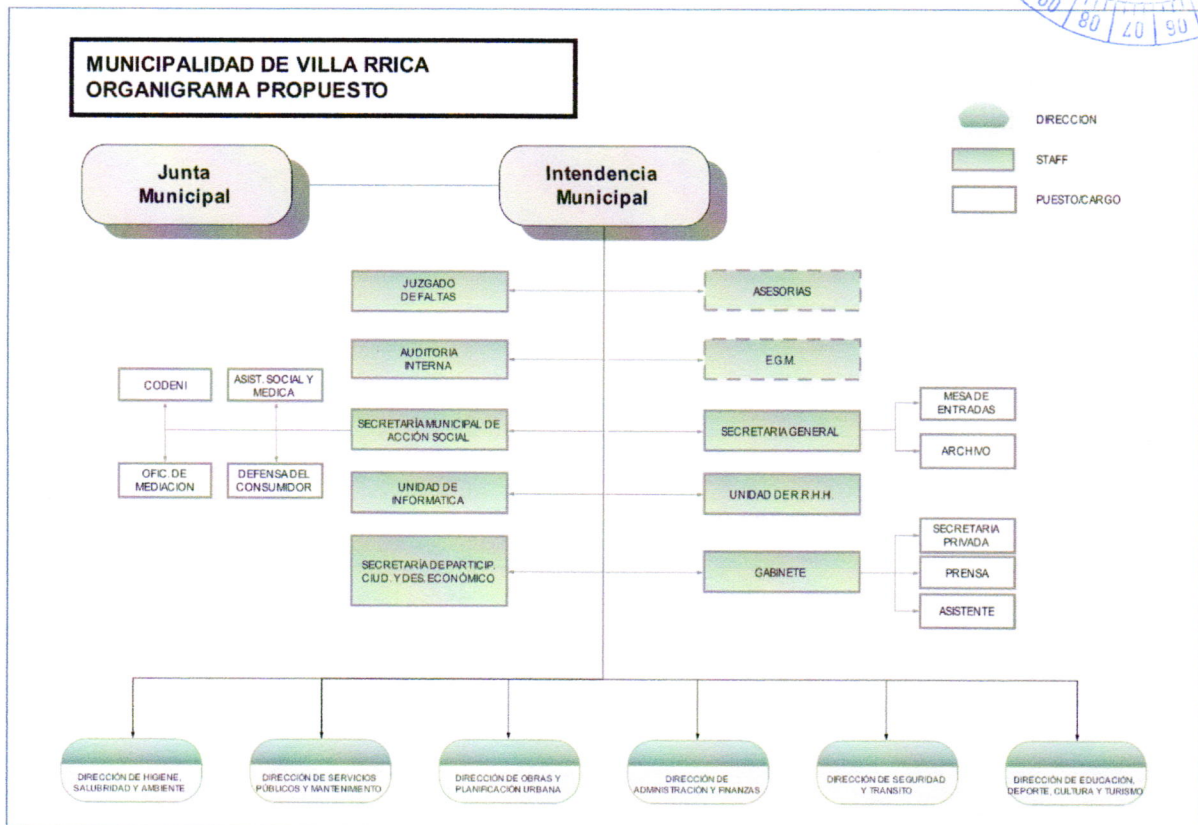 MUNICIPALIDAD DE VILLA RRICA
ORGANIGRAMA PROPUESTO
DIRECCION
STAFF
PUESTO/CARGO
Junta
Municipal
Intendencia
Municipal
JUZGADO
DE FALTAS
ASESORIAS
AUDITORIA
INTERNA
E.G.M.
CODENI
ASIST. SOCIAL Y
MEDICA
SECRETARÍA MUNICIPAL DE
ACCIÓN SOCIAL
SECRETARIA GENERAL
MESA DE
ENTRADAS
ARCHIVO
OFIC. DE
MEDIACION
DEFENSA DEL
CONSUMIDOR
UNIDAD DE
INFORMATICA
UNIDAD DE R.R.H.H.
SECRETARÍA DE PARTICIP.
CIUD. Y DES. ECONÓMICO
GABINETE
SECRETARIA
PRIVADA
PRENSA
ASISTENTE
DIRECCIÓN DE HIGIENE,
SALUBRIDAD Y AMBIENTE
DIRECCIÓN DE SERVICIOS
PÚBLICOS Y MANTENIMIENTO
DIRECCIÓN DE OBRAS Y
PLANIFICACIÓN URBANA
DIRECCIÓN DE
ADMINISTRACIÓN Y FINANZAS
DIRECCIÓN DE SEGURIDAD
Y TRÁNSITO
DIRECCIÓN DE EDUCACIÓN,
DEPORTE, CULTURA Y TURISMO